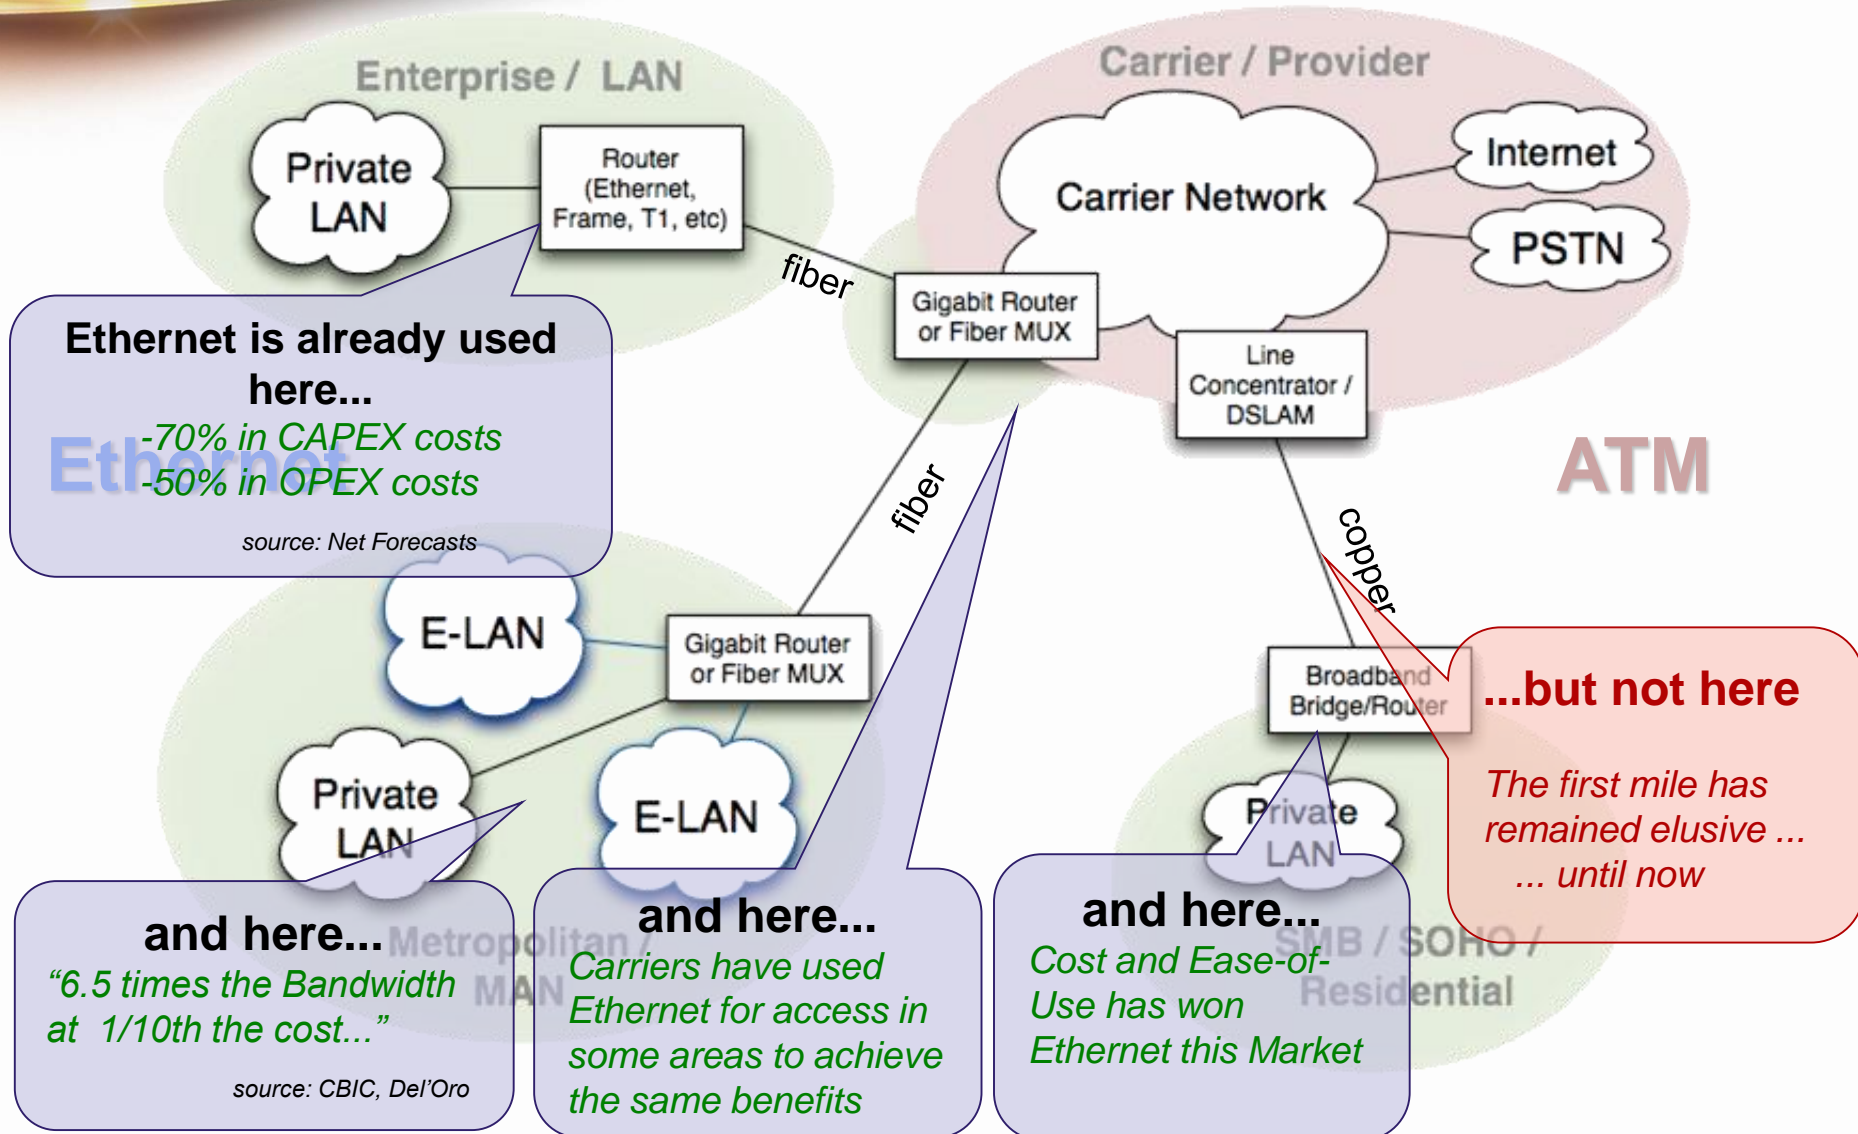 Enterprise / LAN
Carrier / Provider
Private
LAN
Router
(Ethernet,
Frame, T1, etc)
Carrier Network
Internet
PSTN
fiber
Gigabit Router
or Fiber MUX
Line
Concentrator /
DSLAM
Ethernet is already used
here...
-70% in CAPEX costs
-50% in OPEX costs
source: Net Forecasts
Ethernet
ATM
fiber
copper
E-LAN
Gigabit Router
or Fiber MUX
Private
LAN
E-LAN
Broadband
Bridge/Router
Private
LAN
...but not here
The first mile has
remained elusive ...
... until now
and here...
“6.5 times the Bandwidth
at 1/10th the cost...”
source: CBIC, Del’Oro
Metropolitan /
MAN
and here...
Carriers have used
Ethernet for access in
some areas to achieve
the same benefits
and here...
Cost and Ease-of-
Use has won
Ethernet this Market
SMB / SOHO /
Residential